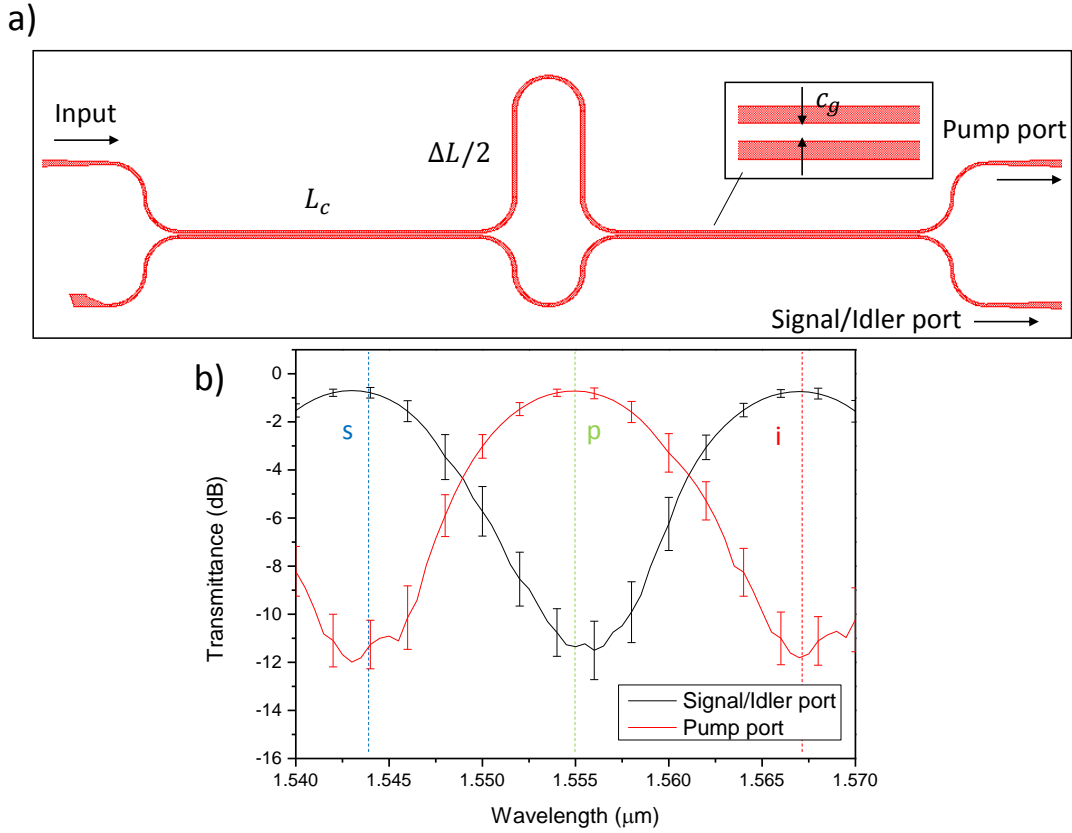 a)
Input
ΔL/2
c_g
Pump port
L_c
Signal/Idler port
b)
0
-2
-4
-6
-8
-10
-12
-14
-16
Transmittance (dB)
s
p
i
Signal/Idler port
Pump port
1.540
1.545
1.550
1.555
1.560
1.565
1.570
Wavelength (μm)